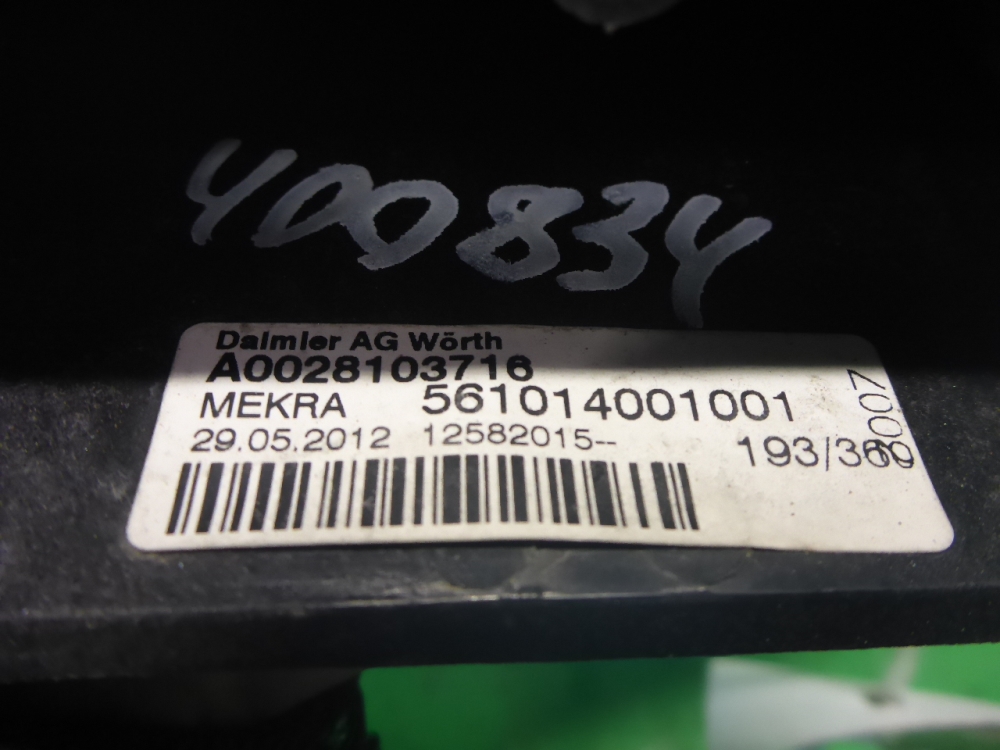 400834
Daimler AG Wörth
A0028103716
MEKRA 561014001001
29.05.2012 12582015--
193/360